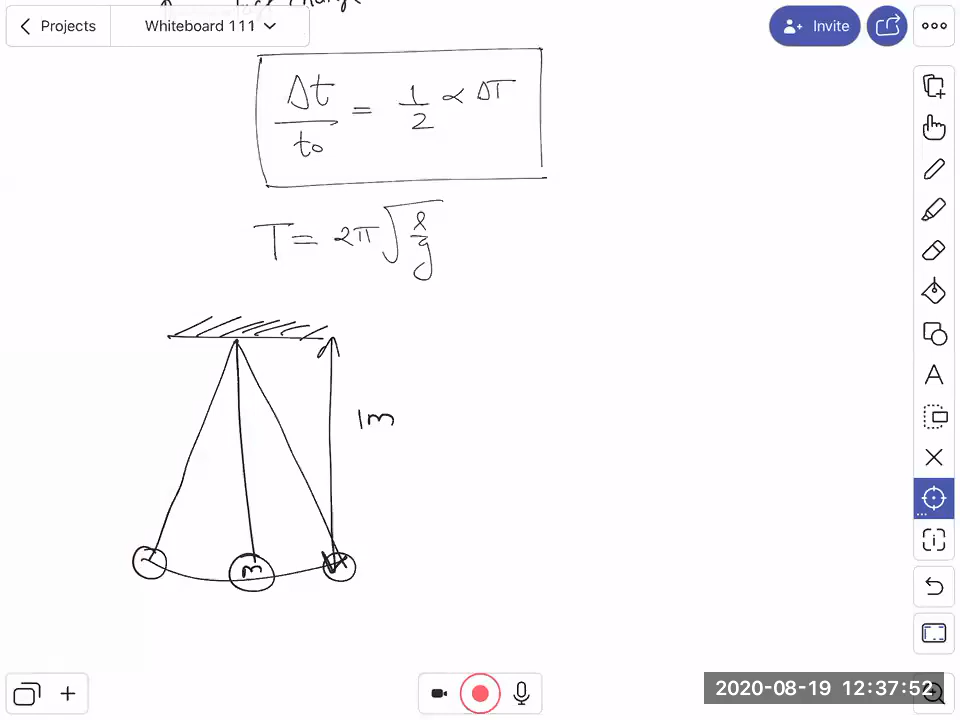 Projects
Whiteboard 111
Invite
Δt/t₀ = 1/2 ∝ ΔT
T = 2π√(l/g)
1m
m
A
2020-08-19 12:37:52